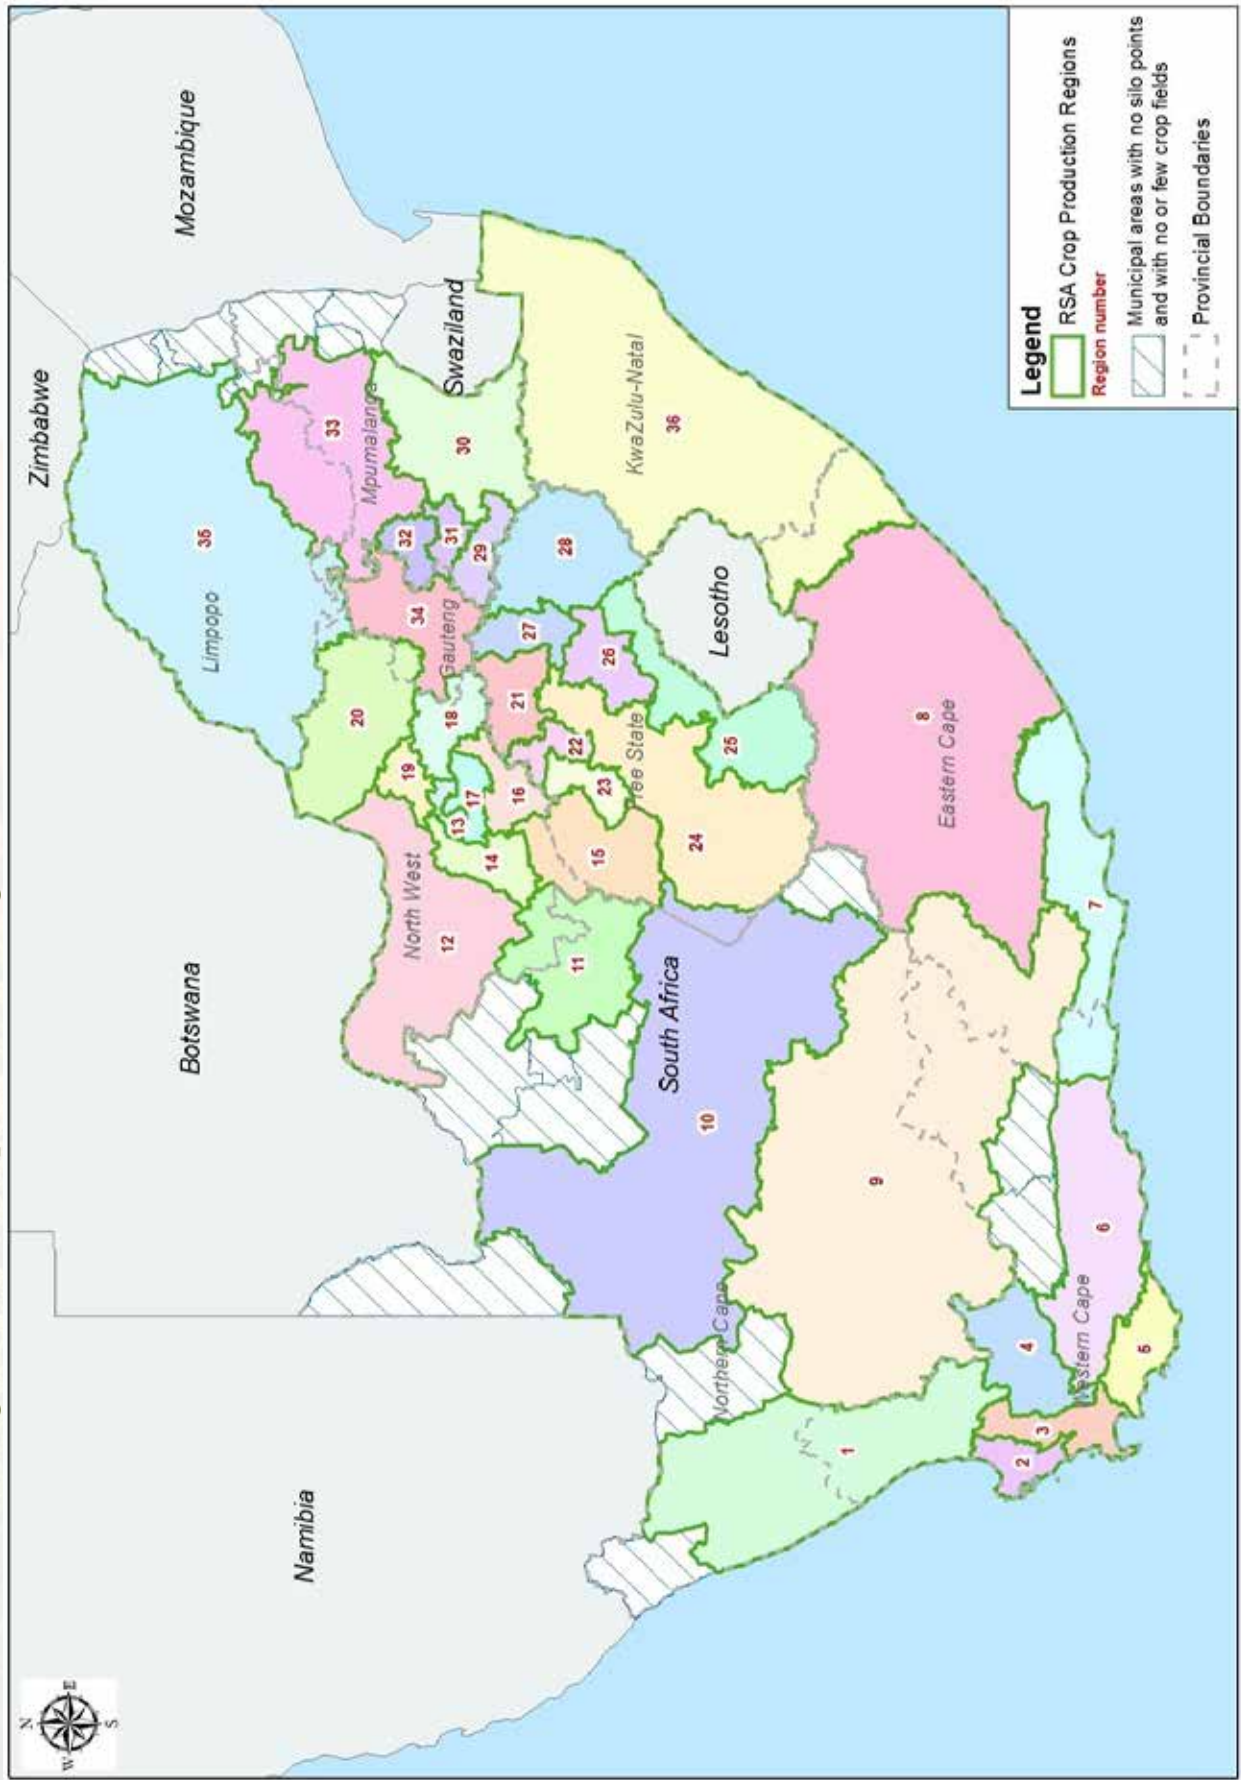 N
Zimbabwe
W E
S
Mozambique
Botswana
35
Limpopo
Namibia
33
20
Mpumalanga
32
19
North West
34
12
Gauteng
31
18
Swaziland
13
30
17
29
14
21
16
27
28
22
11
15
23
26
KwaZulu-Natal
Free State
South Africa
36
24
10
Lesotho
Northern Cape
25
1
9
8
Eastern Cape
2
4
3
Western Cape
7
6
5
Legend
RSA Crop Production Regions
Region number
Municipal areas with no silo points
and with no or few crop fields
Provincial Boundaries